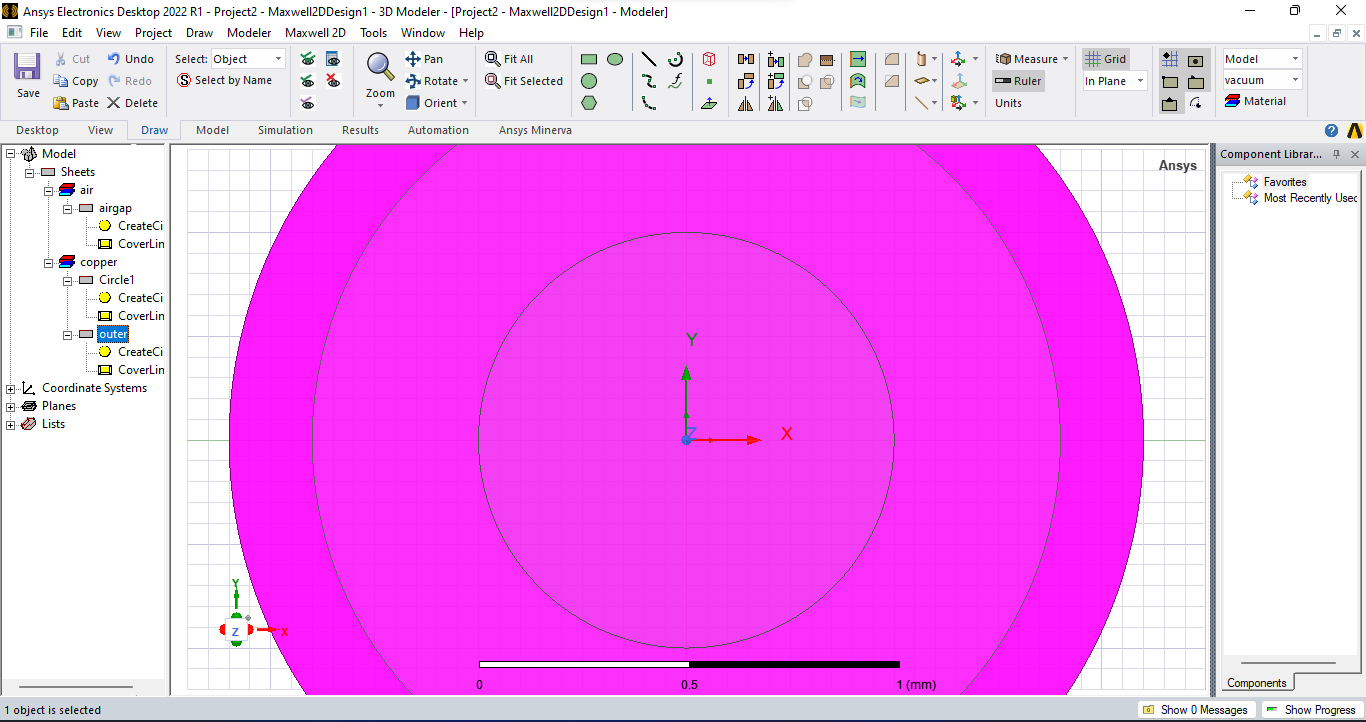 Ansys Electronics Desktop 2022 R1 - Project2 - Maxwell2DDesign1 - 3D Modeler - [Project2 - Maxwell2DDesign1 - Modeler]
File Edit View Project Draw Modeler Maxwell 2D Tools Window Help
Save
Cut
Copy
Paste
Undo
Redo
Delete
Select: Object
Select by Name
Zoom
Pan
Rotate
Orient
Fit All
Fit Selected
Measure
Ruler
Units
Grid
In Plane
Model
vacuum
Material
Desktop View Draw Model Simulation Results Automation Ansys Minerva
Model
Sheets
air
airgap
CreateCi
CoverLin
copper
Circle1
CreateCi
CoverLin
outer
CreateCi
CoverLin
Coordinate Systems
Planes
Lists
Ansys
Y
X
Z
Y
Z
X
0 0.5 1 (mm)
Component Librar...
Favorites
Most Recently Used
Components
1 object is selected
Show 0 Messages
Show Progress